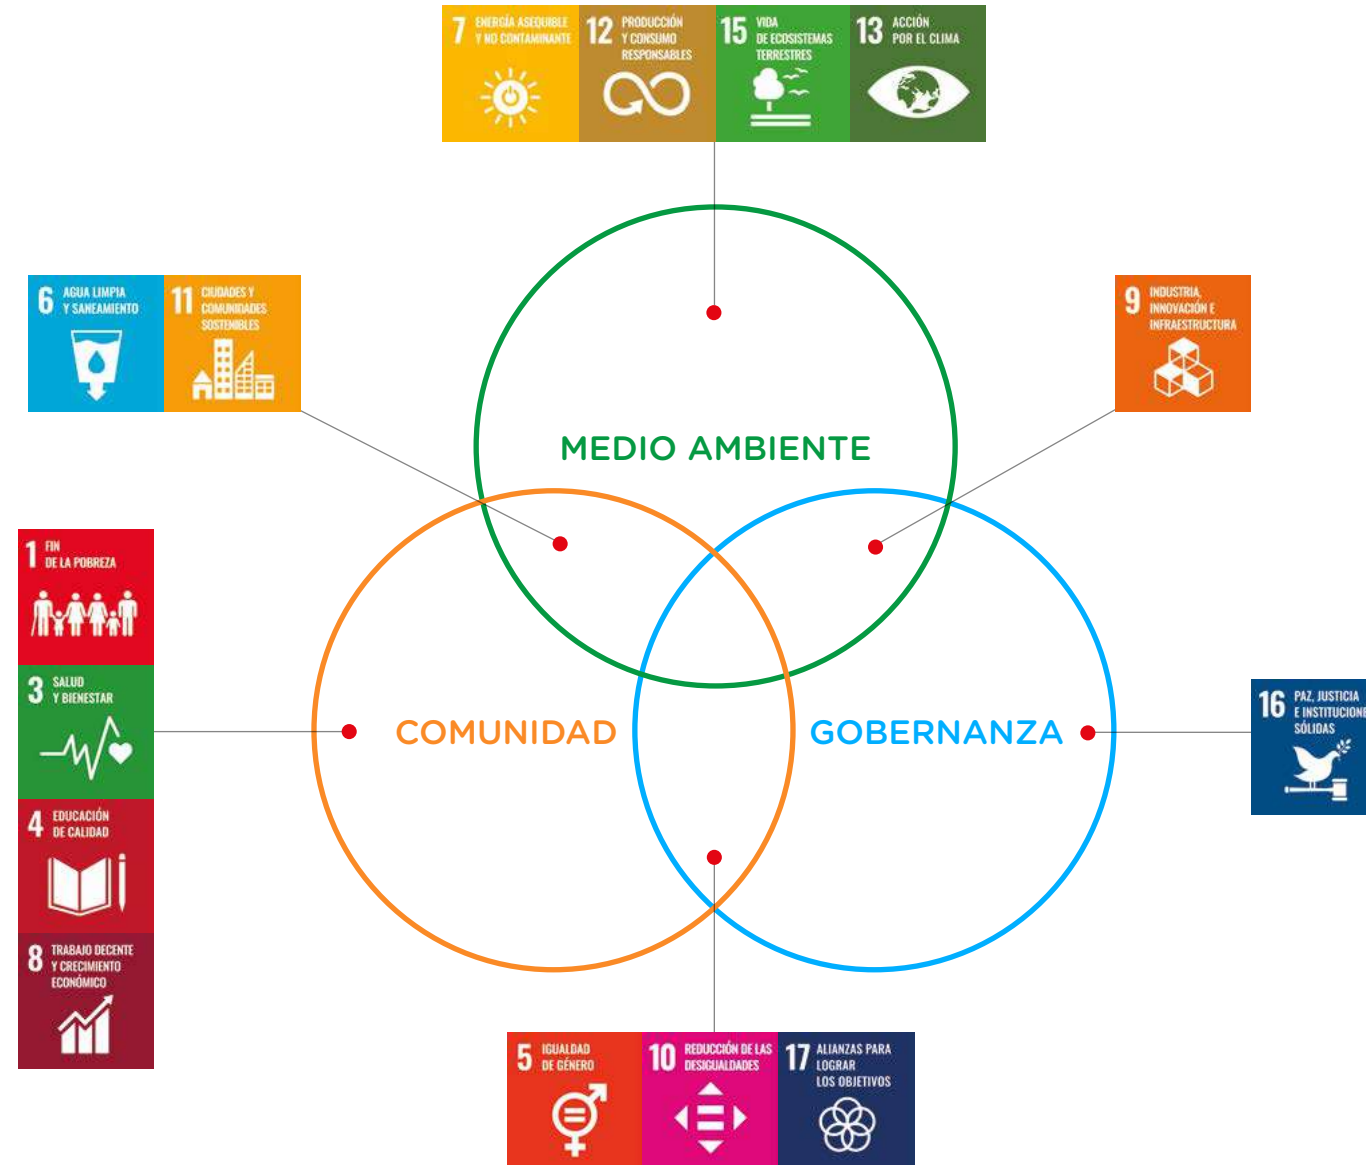 7 ENERGÍA ASEQUIBLE
Y NO CONTAMINANTE
12 PRODUCCIÓN
Y CONSUMO
RESPONSABLES
15 VIDA
DE ECOSISTEMAS
TERRESTRES
13 ACCIÓN
POR EL CLIMA
6 AGUA LIMPIA
Y SANEAMIENTO
11 CIUDADES Y
COMUNIDADES
SOSTENIBLES
9 INDUSTRIA,
INNOVACIÓN E
INFRAESTRUCTURA
MEDIO AMBIENTE
1 FIN
DE LA POBREZA
3 SALUD
Y BIENESTAR
4 EDUCACIÓN
DE CALIDAD
8 TRABAJO DECENTE
Y CRECIMIENTO
ECONÓMICO
COMUNIDAD
GOBERNANZA
16 PAZ, JUSTICIA
E INSTITUCIONE
SÓLIDAS
5 IGUALDAD
DE GÉNERO
10 REDUCCIÓN DE LAS
DESIGUALDADES
17 ALIANZAS PARA
LOGRAR
LOS OBJETIVOS